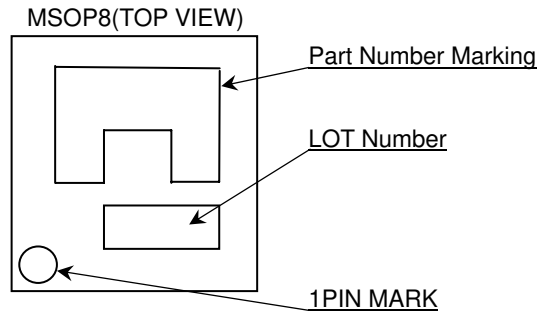 MSOP8(TOP VIEW)
Part Number Marking
LOT Number
1PIN MARK